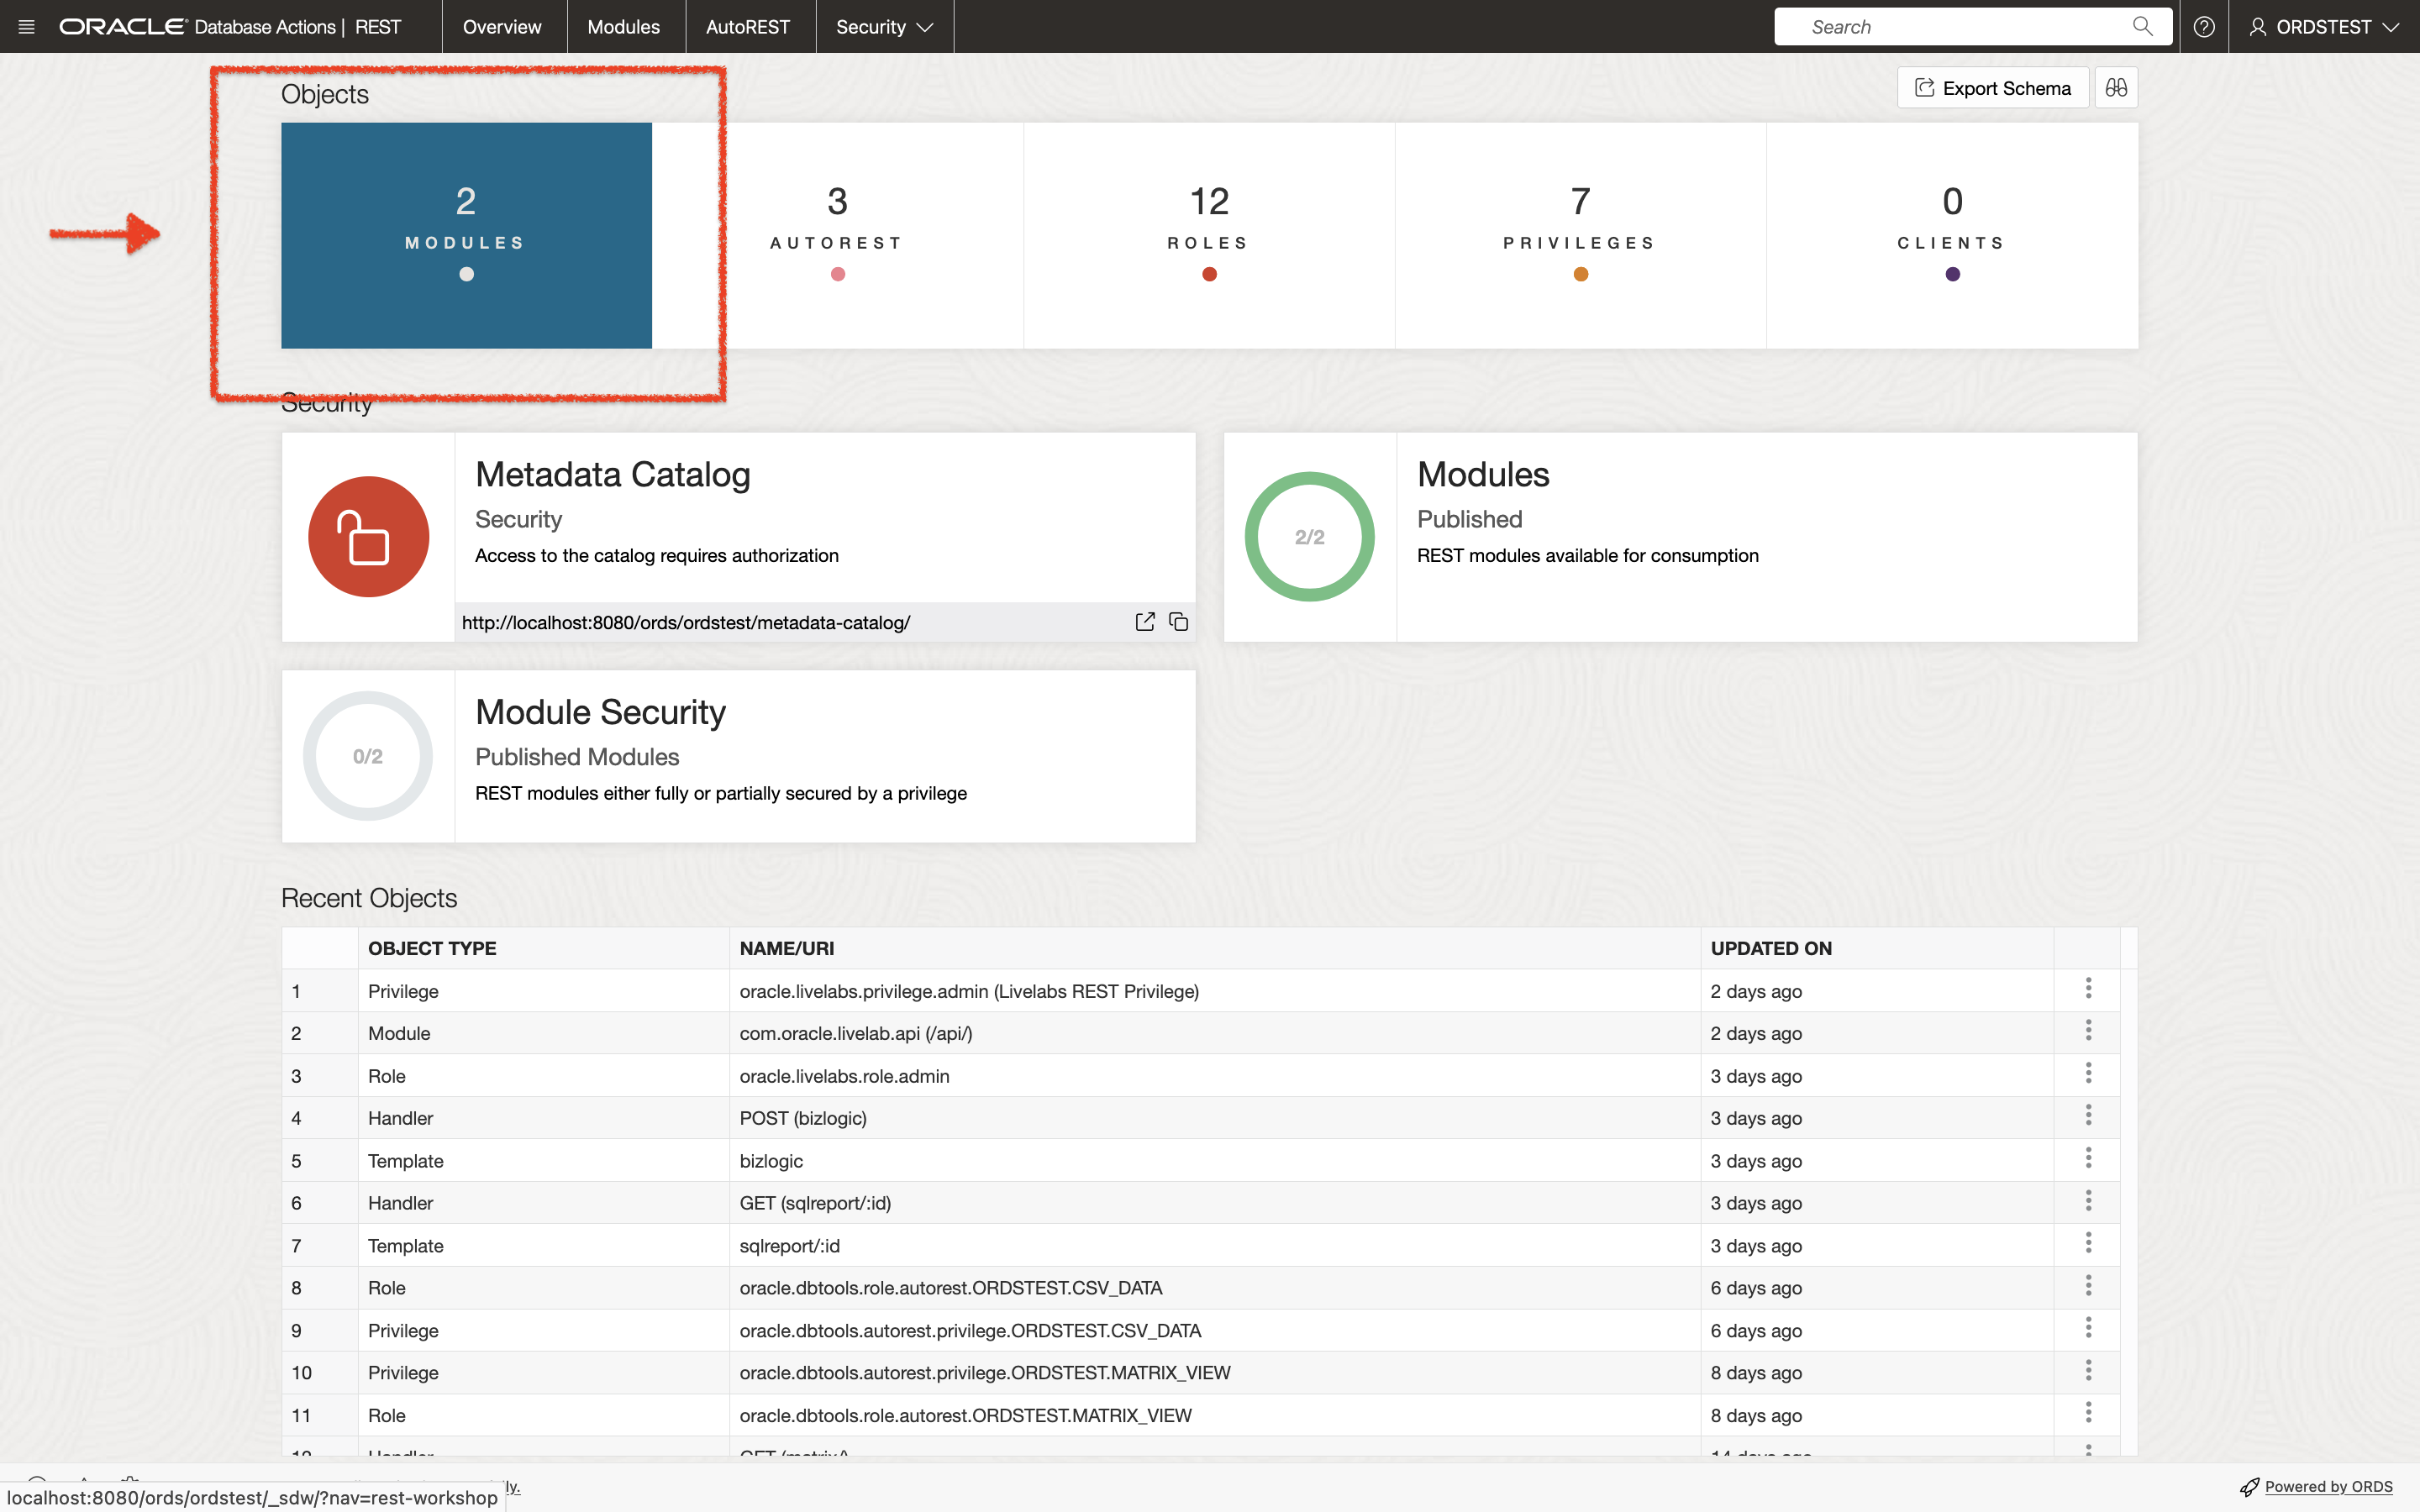 ORACLE Database Actions | REST Overview Modules AutoREST Security Search ORDSTEST
Objects
Export Schema
2 3 12 7 0
MODULES AUTOREST ROLES PRIVILEGES CLIENTS
Security
Metadata Catalog
Security
Access to the catalog requires authorization
http://localhost:8080/ords/ordstest/metadata-catalog/
2/2
Modules
Published
REST modules available for consumption
0/2
Module Security
Published Modules
REST modules either fully or partially secured by a privilege
Recent Objects
OBJECT TYPE NAME/URI UPDATED ON
1 Privilege oracle.livelabs.privilege.admin (Livelabs REST Privilege) 2 days ago
2 Module com.oracle.livelab.api (/api/) 2 days ago
3 Role oracle.livelabs.role.admin 3 days ago
4 Handler POST (bizlogic) 3 days ago
5 Template bizlogic 3 days ago
6 Handler GET (sqlreport/:id) 3 days ago
7 Template sqlreport/:id 3 days ago
8 Role oracle.dbtools.role.autorest.ORDSTEST.CSV_DATA 6 days ago
9 Privilege oracle.dbtools.autorest.privilege.ORDSTEST.CSV_DATA 6 days ago
10 Privilege oracle.dbtools.autorest.privilege.ORDSTEST.MATRIX_VIEW 8 days ago
11 Role oracle.dbtools.role.autorest.ORDSTEST.MATRIX_VIEW 8 days ago
12 Handler GET (matrix/) 14 days ago
ly.
Powered by ORDS
localhost:8080/ords/ordstest/_sdw/?nav=rest-workshop